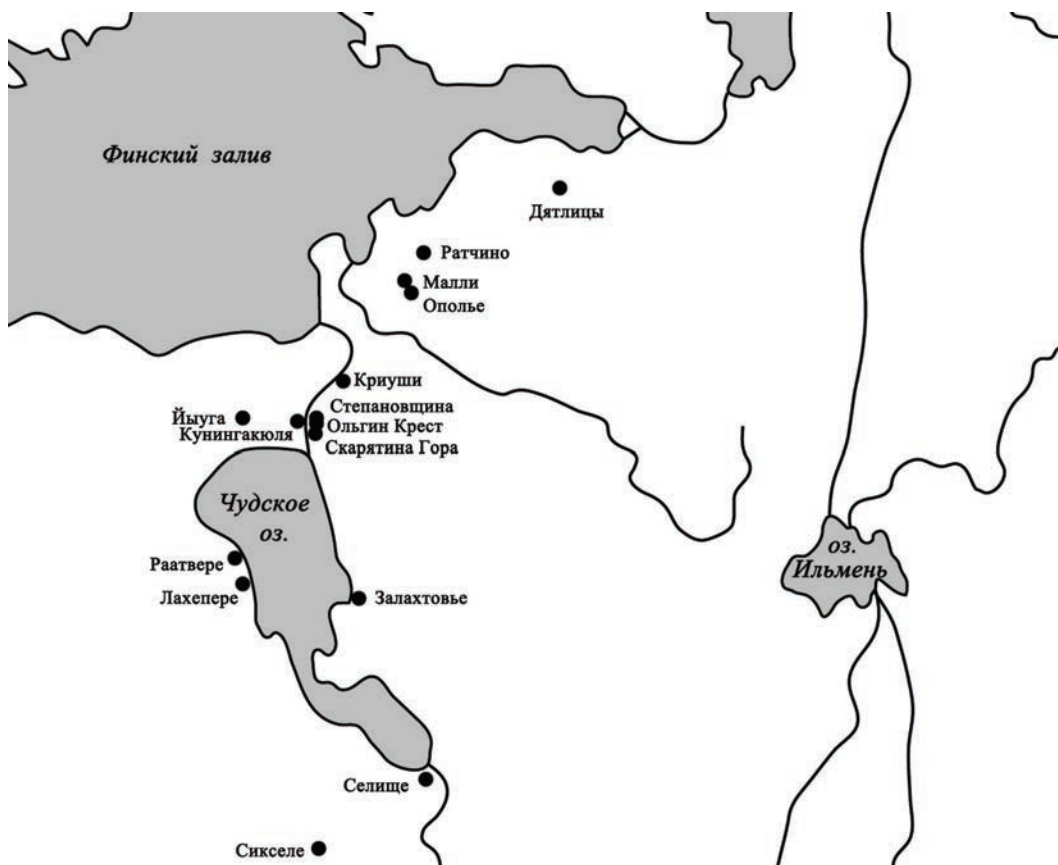 Финский залив
Дятлицы
Ратчино
Малли
Ополье
Криуши
Йыуга
Степановщина
Кунингакюля
Ольгин Крест
Скарятина Гора
Чудское
оз.
оз.
Ильмень
Раатвере
Лахепере
Залахтовье
Селище
Сикселе